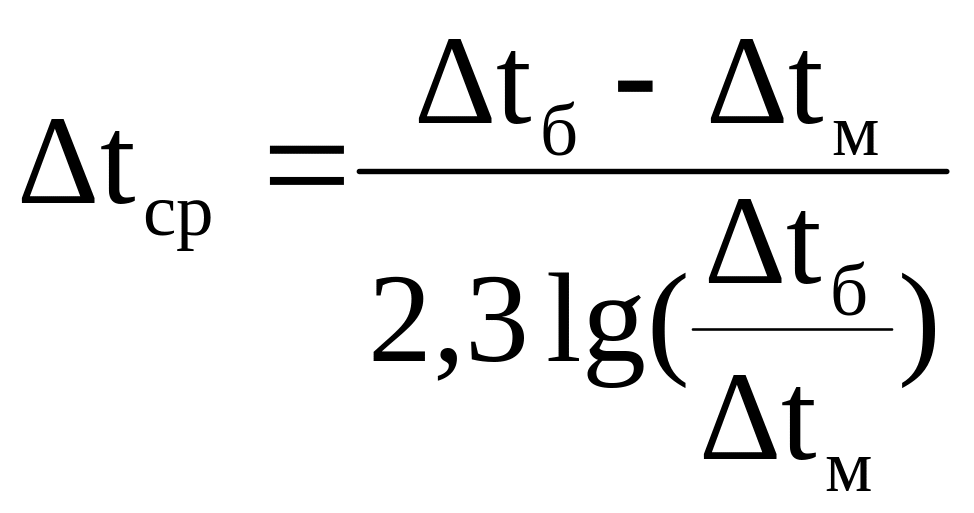 Δtср = (Δtб - Δtм) / (2,3 lg(Δtб / Δtм))